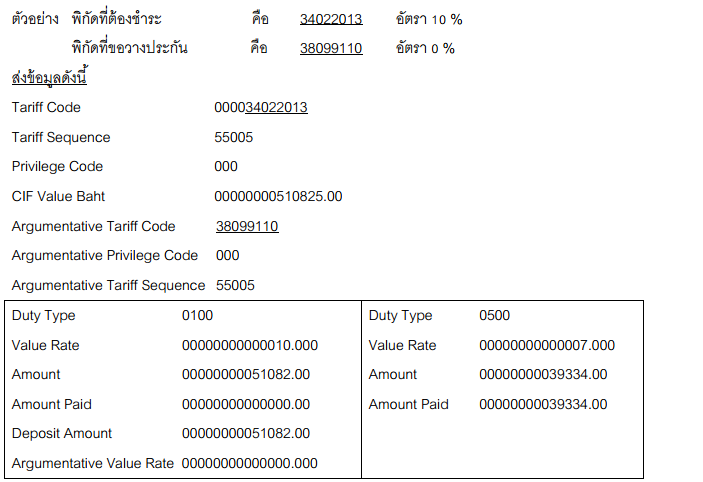 ตัวอย่าง พิกัดที่ต้องชำระ คือ 34022013 อัตรา 10 %
พิกัดที่ขอวางประกัน คือ 38099110 อัตรา 0 %
ส่งข้อมูลดังนี้
Tariff Code 000034022013
Tariff Sequence 55005
Privilege Code 000
CIF Value Baht 00000000510825.00
Argumentative Tariff Code 38099110
Argumentative Privilege Code 000
Argumentative Tariff Sequence 55005
Duty Type 0100 Duty Type 0500
Value Rate 00000000000010.000 Value Rate 00000000000007.000
Amount 00000000051082.00 Amount 00000000039334.00
Amount Paid 00000000000000.00 Amount Paid 00000000039334.00
Deposit Amount 00000000051082.00
Argumentative Value Rate 00000000000000.000